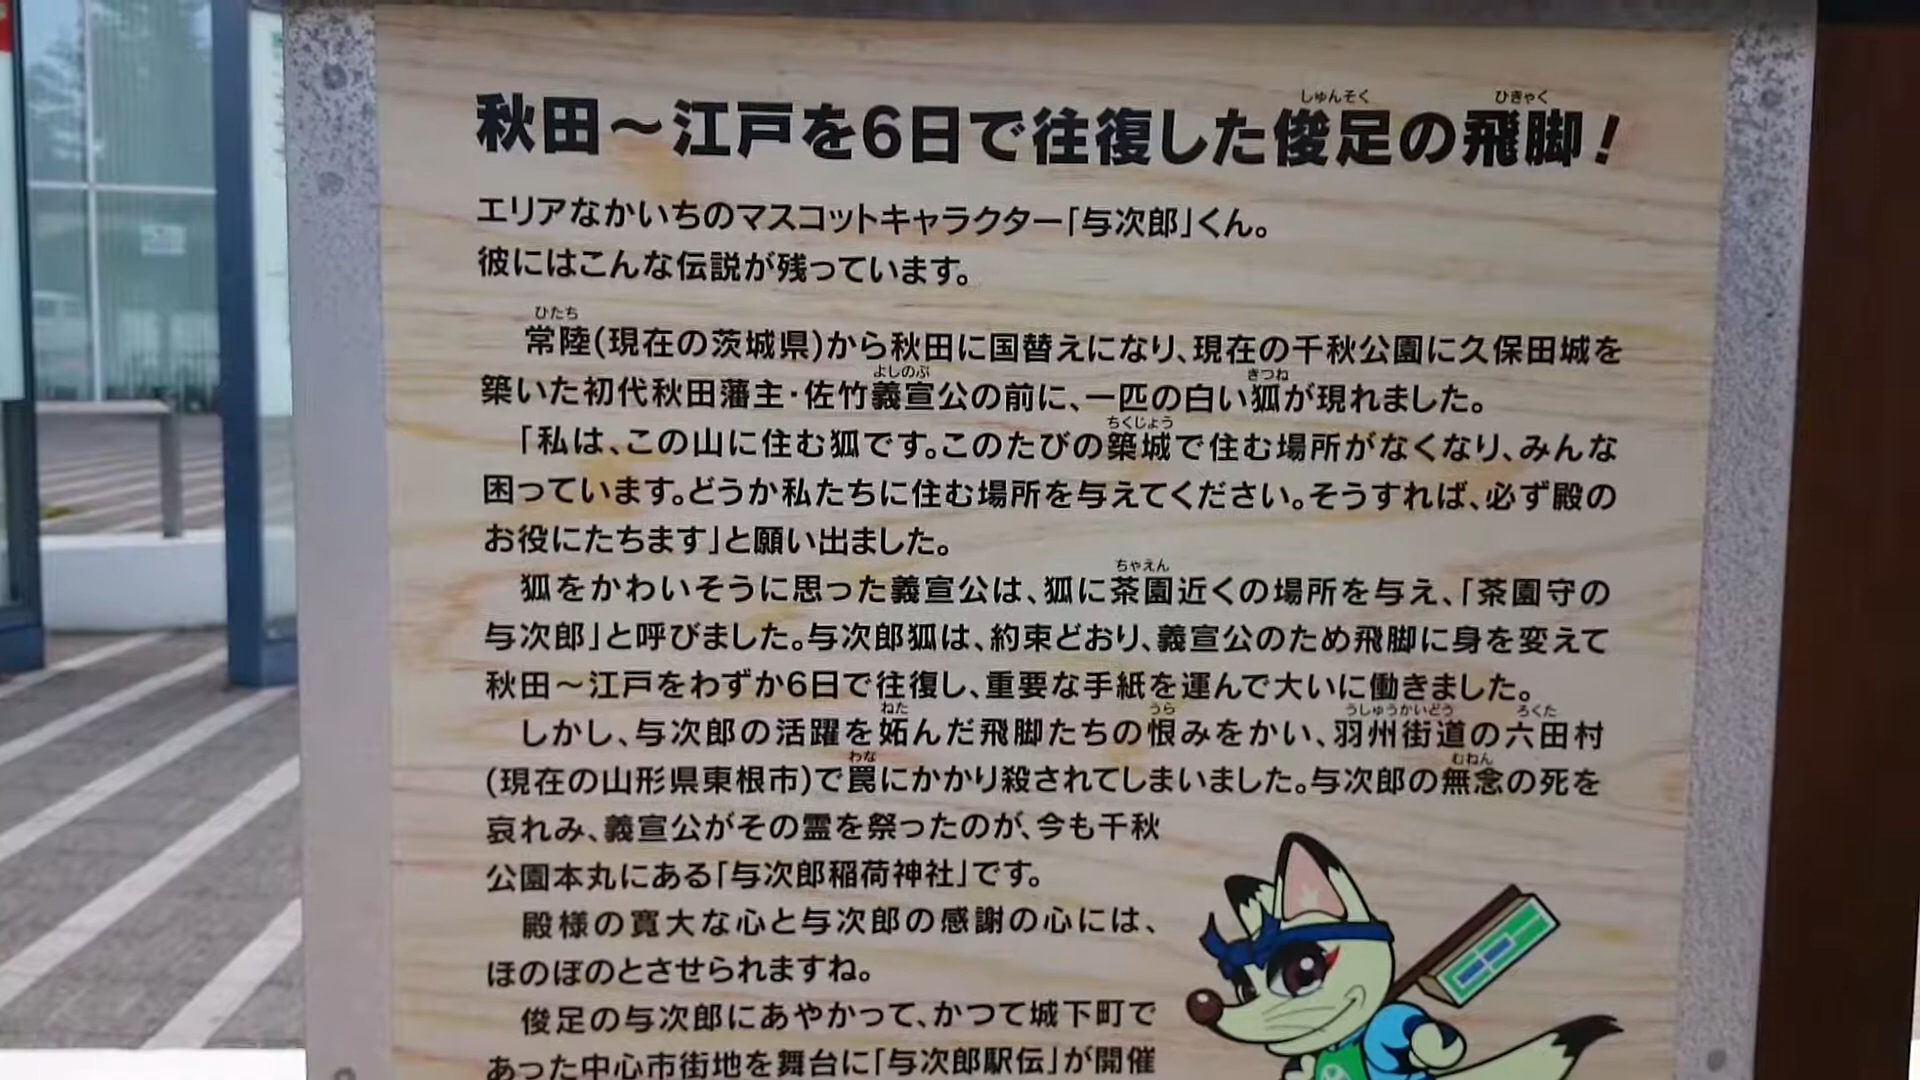 秋田～江戸を6日で往復した俊足の飛脚！
エリアなかいちのマスコットキャラクター「与次郎」くん。
彼にはこんな伝説が残っています。
常陸(現在の茨城県)から秋田に国替えになり、現在の千秋公園に久保田城を
築いた初代秋田藩主・佐竹義宣公の前に、一匹の白い狐が現れました。
「私は、この山に住む狐です。このたびの築城で住む場所がなくなり、みんな
困っています。どうか私たちに住む場所を与えてください。そうすれば、必ず殿の
お役にたちます」と願い出ました。
狐をかわいそうに思った義宣公は、狐に茶園近くの場所を与え、「茶園守の
与次郎」と呼びました。与次郎狐は、約束どおり、義宣公のため飛脚に身を変えて
秋田～江戸をわずか6日で往復し、重要な手紙を運んで大いに働きました。
しかし、与次郎の活躍を妬んだ飛脚たちの恨みをかい、羽州街道の六田村
(現在の山形県東根市)で罠にかかり殺されてしまいました。与次郎の無念の死を
哀れみ、義宣公がその霊を祭ったのが、今も千秋
公園本丸にある「与次郎稲荷神社」です。
殿様の寛大な心と与次郎の感謝の心には、
ほのぼのとさせられますね。
俊足の与次郎にあやかって、かつて城下町で
あった中心市街地を舞台に「与次郎駅伝」が開催